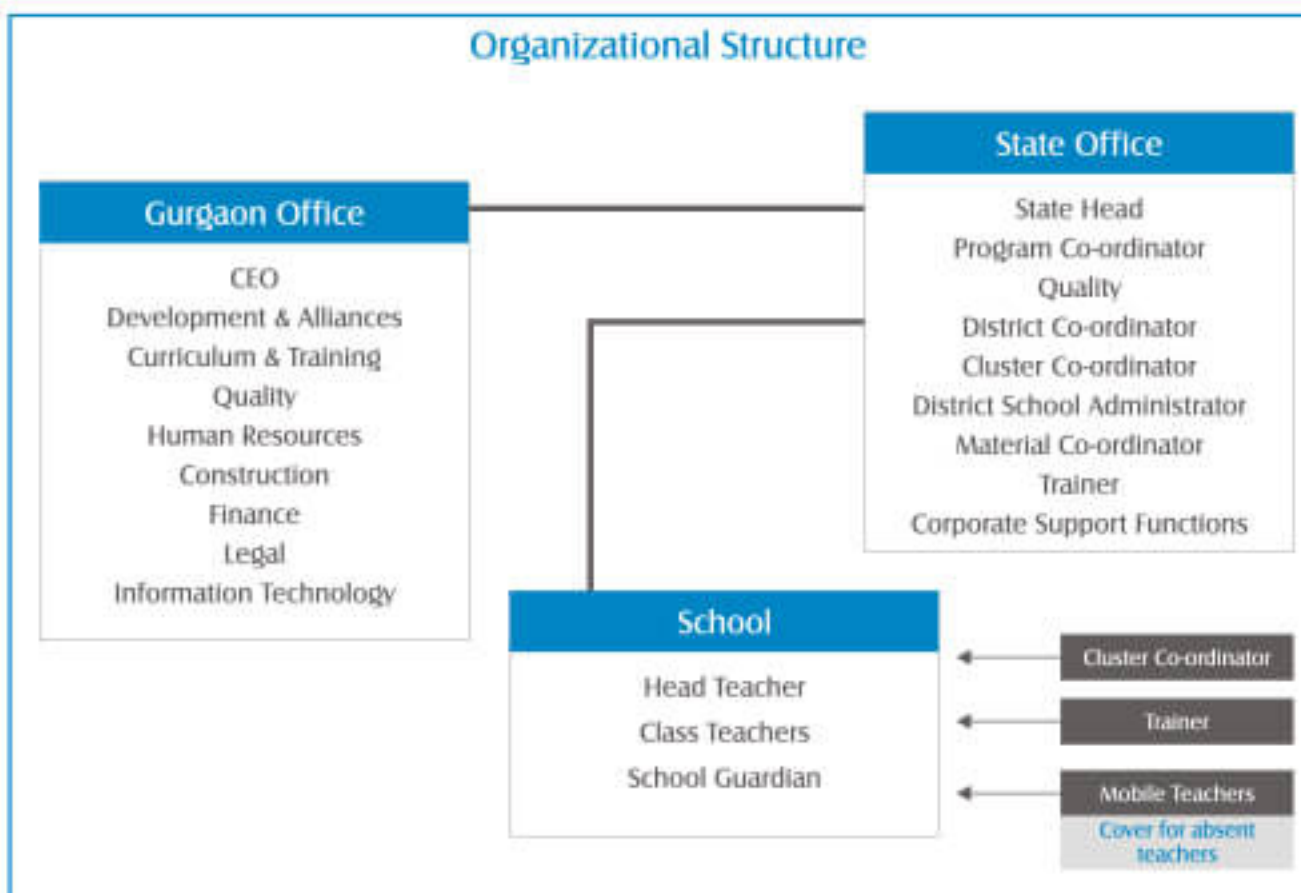 Organizational Structure
Gurgaon Office
CEO
Development & Alliances
Curriculum & Training
Quality
Human Resources
Construction
Finance
Legal
Information Technology
State Office
State Head
Program Co-ordinator
Quality
District Co-ordinator
Cluster Co-ordinator
District School Administrator
Material Co-ordinator
Trainer
Corporate Support Functions
School
Head Teacher
Class Teachers
School Guardian
Cluster Co-ordinator
Trainer
Mobile Teachers
Cover for absent
teachers